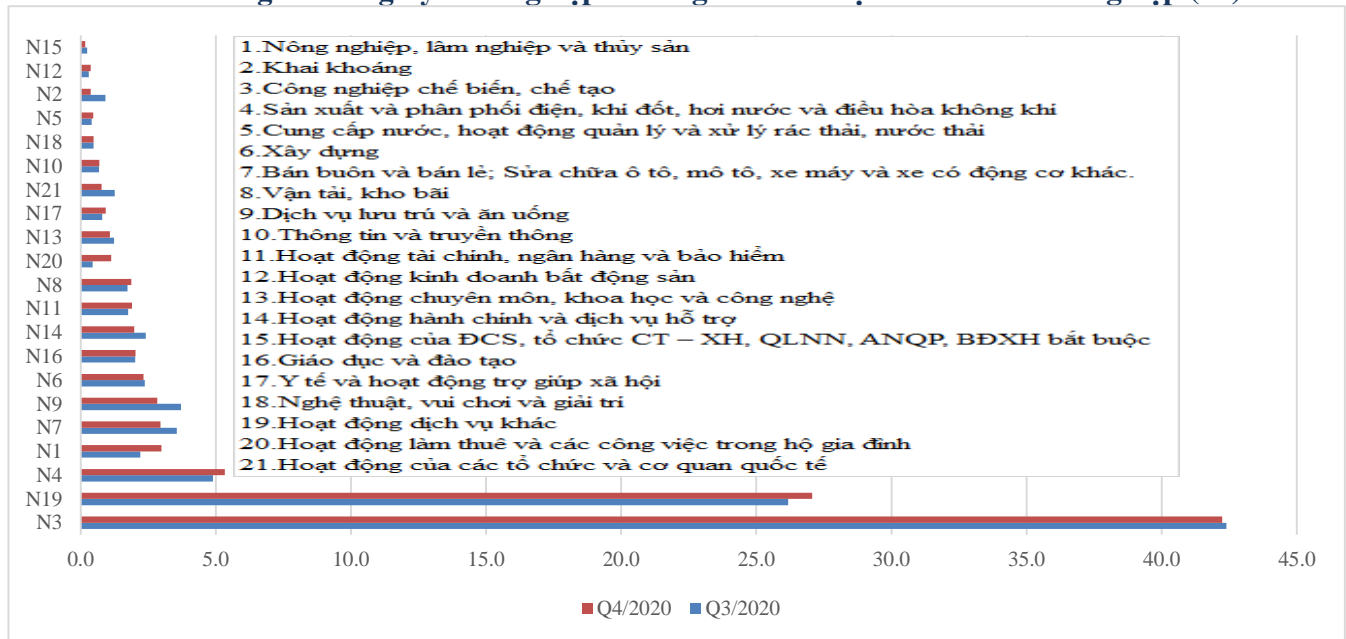 N15
N12
N2
N5
N18
N10
N21
N17
N13
N20
N8
N11
N14
N16
N6
N9
N7
N1
N4
N19
N3
1.Nông nghiệp, lâm nghiệp và thủy sản
2.Khai khoáng
3.Công nghiệp chế biến, chế tạo
4.Sản xuất và phân phối điện, khí đốt, hơi nước và điều hòa không khí
5.Cung cấp nước, hoạt động quản lý và xử lý rác thải, nước thải
6.Xây dựng
7.Bán buôn và bán lẻ; Sửa chữa ô tô, mô tô, xe máy và xe có động cơ khác.
8.Vận tải, kho bãi
9.Dịch vụ lưu trú và ăn uống
10.Thông tin và truyền thông
11.Hoạt động tài chính, ngân hàng và bảo hiểm
12.Hoạt động kinh doanh bất động sản
13.Hoạt động chuyên môn, khoa học và công nghệ
14.Hoạt động hành chính và dịch vụ hỗ trợ
15.Hoạt động của ĐCS, tổ chức CT – XH, QLNN, ANQP, BĐXH bắt buộc
16.Giáo dục và đào tạo
17.Y tế và hoạt động trợ giúp xã hội
18.Nghệ thuật, vui chơi và giải trí
19.Hoạt động dịch vụ khác
20.Hoạt động làm thuê và các công việc trong hộ gia đình
21.Hoạt động của các tổ chức và cơ quan quốc tế
0.0 5.0 10.0 15.0 20.0 25.0 30.0 35.0 40.0 45.0
Q4/2020 Q3/2020